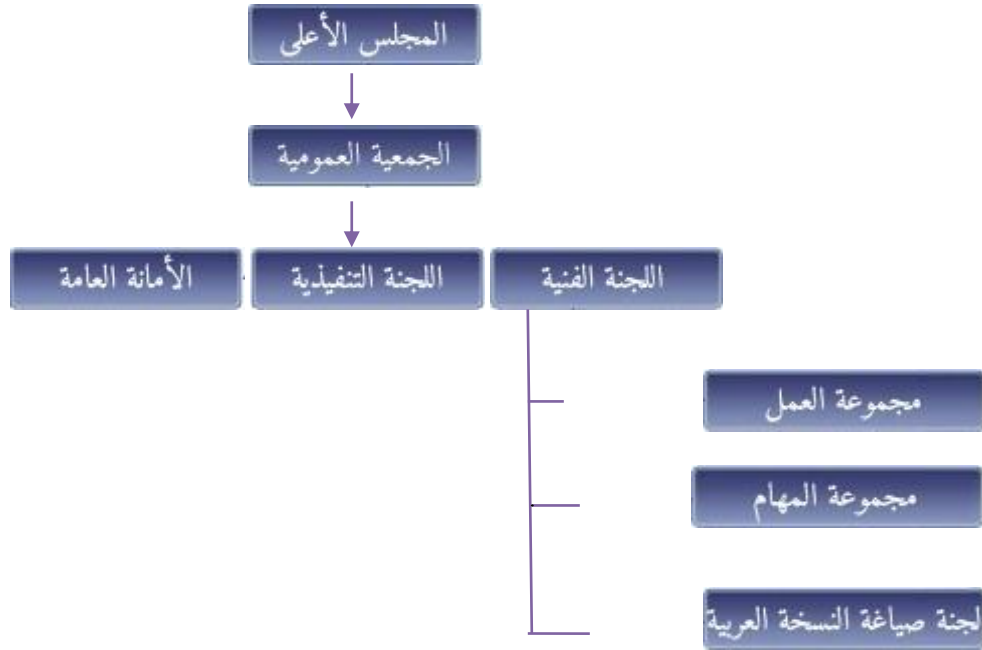 المجلس الأعلى
الجمعية العمومية
اللجنة الفنية
اللجنة التنفيذية
الأمانة العامة
مجموعة العمل
مجموعة المهام
لجنة صياغة النسخة العربية